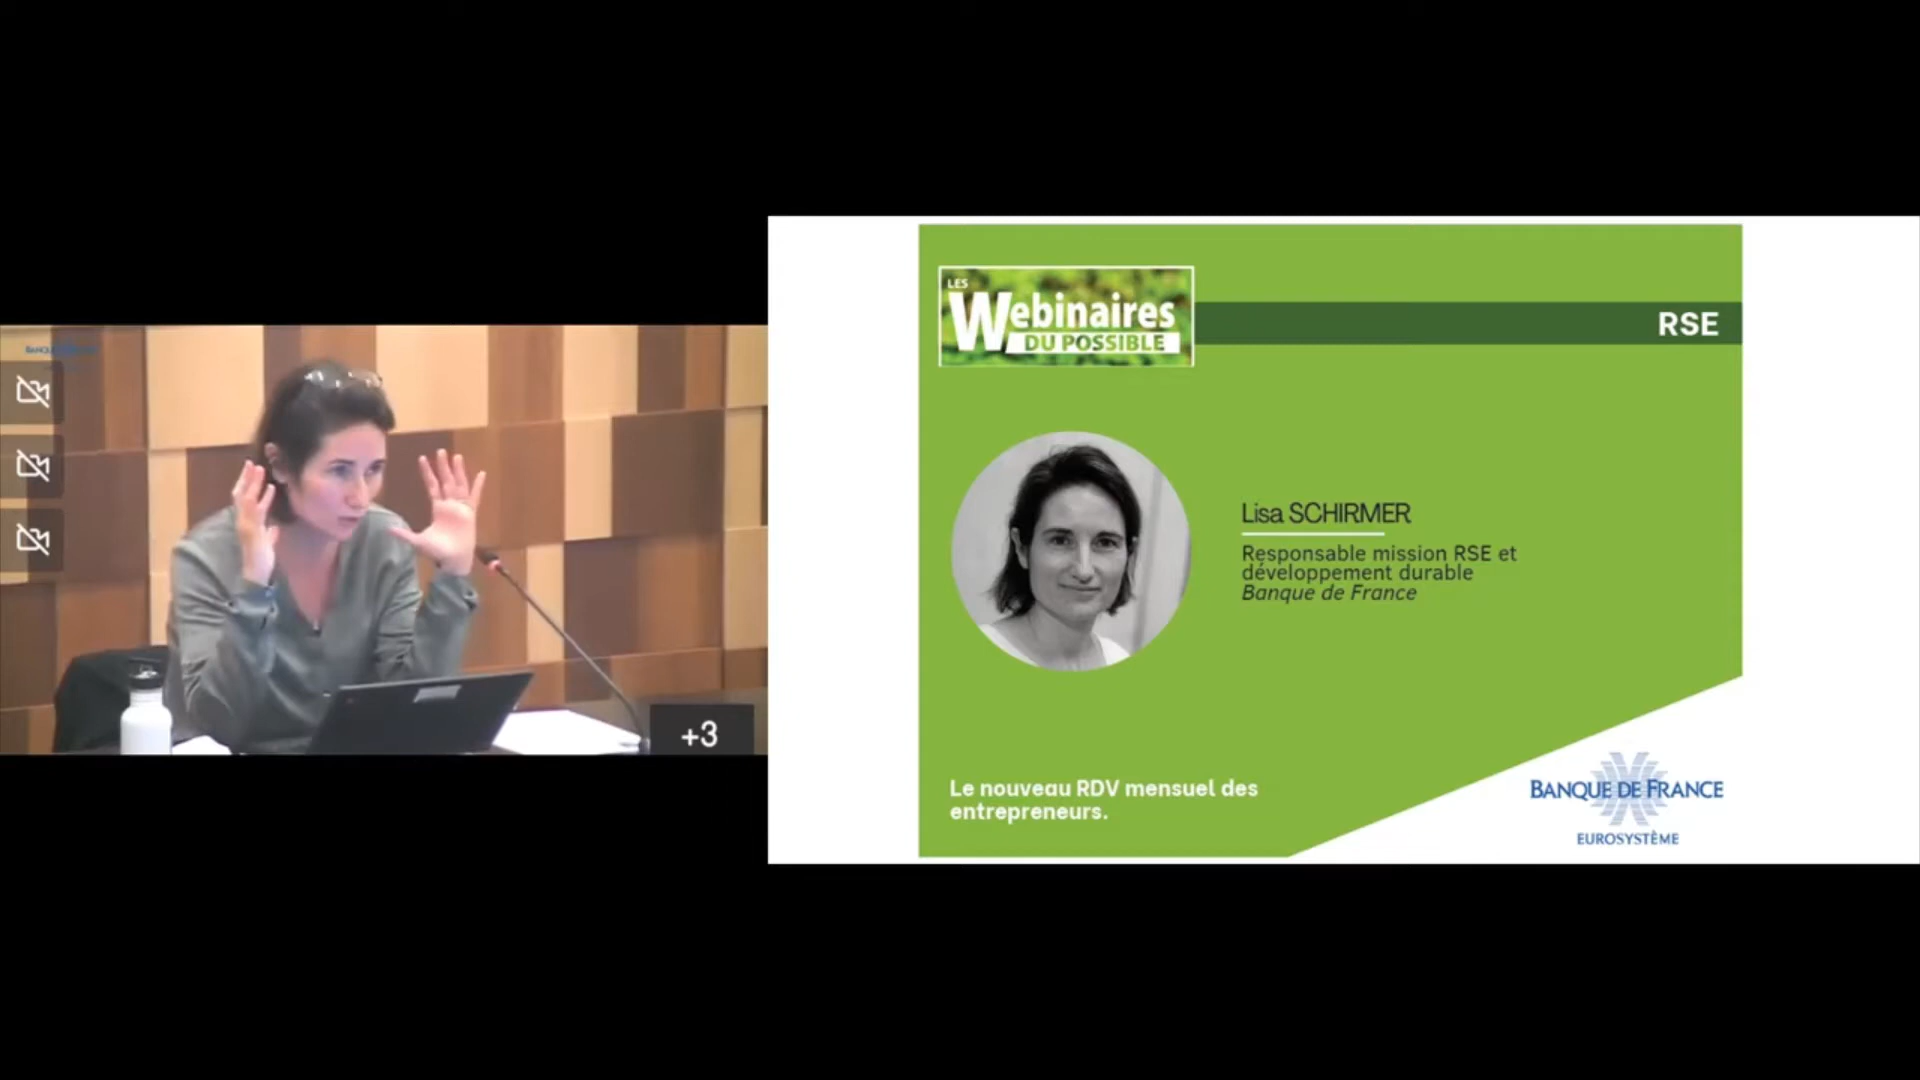 +3
LES
Webinaires
DU POSSIBLE
RSE
Lisa SCHIRMER
Responsable mission RSE et
développement durable
Banque de France
Le nouveau RDV mensuel des
entrepreneurs.
BANQUE DE FRANCE
EUROSYSTÈME